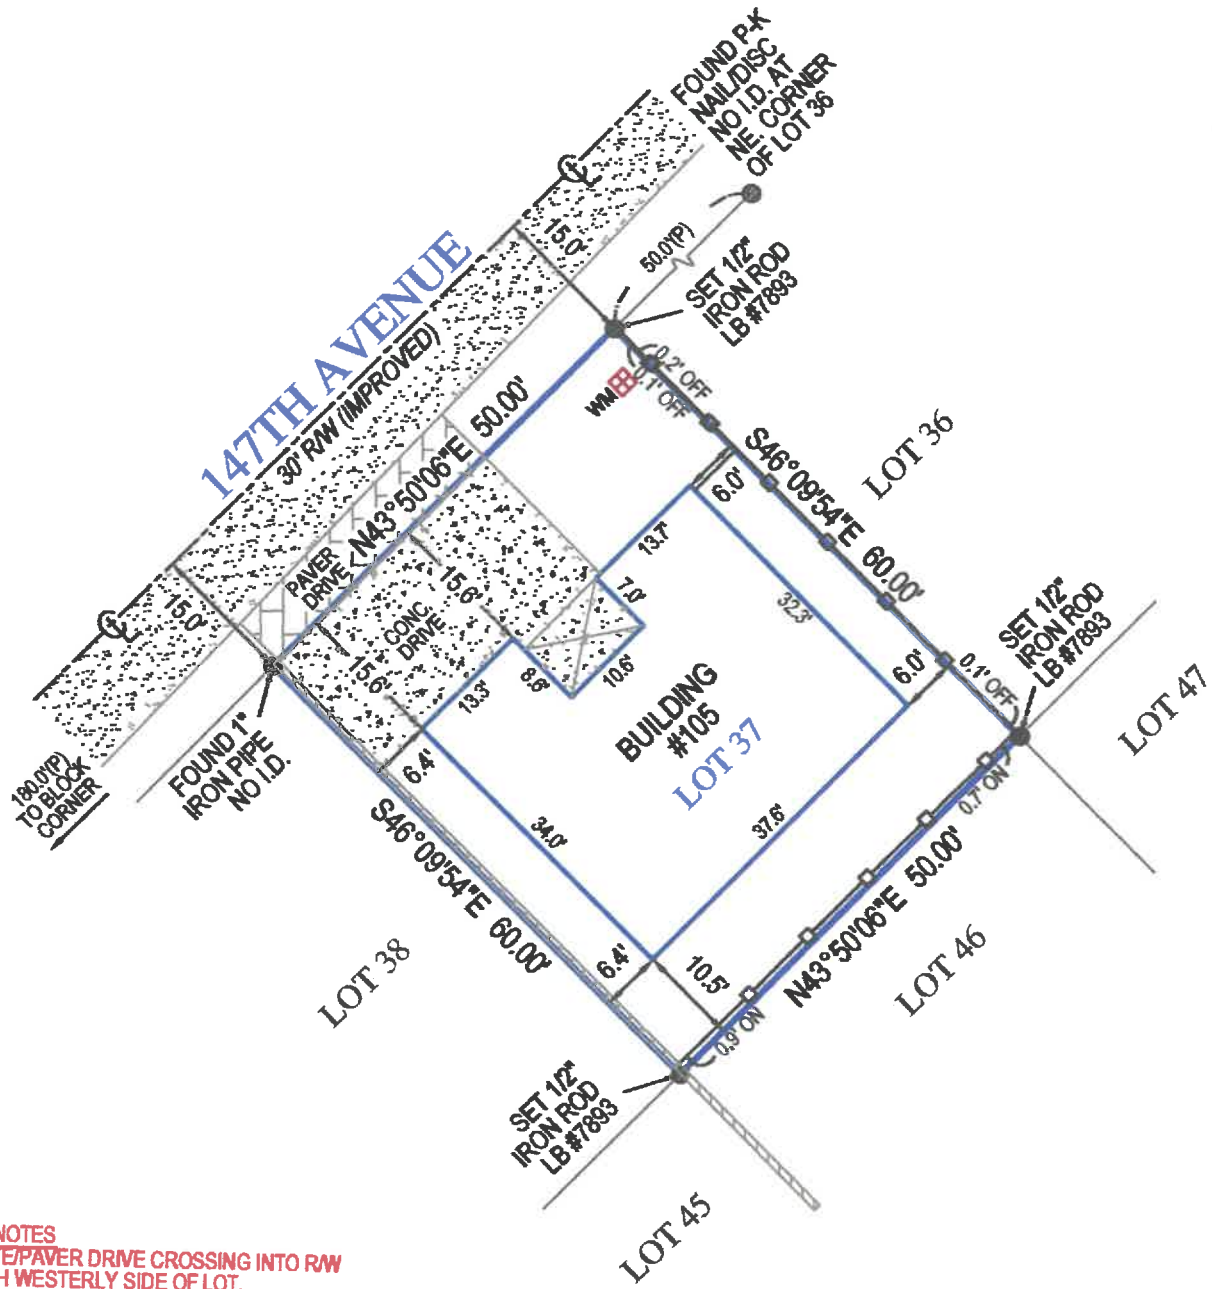 FOUND P-K
NAIL/DISC
NO I.D. AT
NE. CORNER
OF LOT 36
15.0'
50.0'(P)
SET 1/2"
IRON ROD
LB #7893
147TH AVENUE
30' R/W (IMPROVED)
0.2' OFF
0.1' OFF
WM
N43°50'06"E 50.00'
S46°09'54"E 60.00'
LOT 36
6.0'
13.7'
7.0'
32.3'
PAVER
DRIVE
CONC.
DRIVE
15.6'
15.0'
15.6'
13.3'
8.6'
10.6'
6.0'
0.1' OFF
SET 1/2"
IRON ROD
LB #7893
LOT 47
BUILDING
#105
LOT 37
180.0'(P)
TO BLOCK
CORNER
FOUND 1"
IRON PIPE
NO I.D.
6.4'
34.0'
37.6'
0.7' ON
S46°09'54"E 60.00'
N43°50'06"E 50.00'
LOT 38
6.4'
10.5'
0.9' ON
LOT 46
SET 1/2"
IRON ROD
LB #7893
LOT 45
NOTES
TE/PAVER DRIVE CROSSING INTO R/W
H WESTERLY SIDE OF LOT.